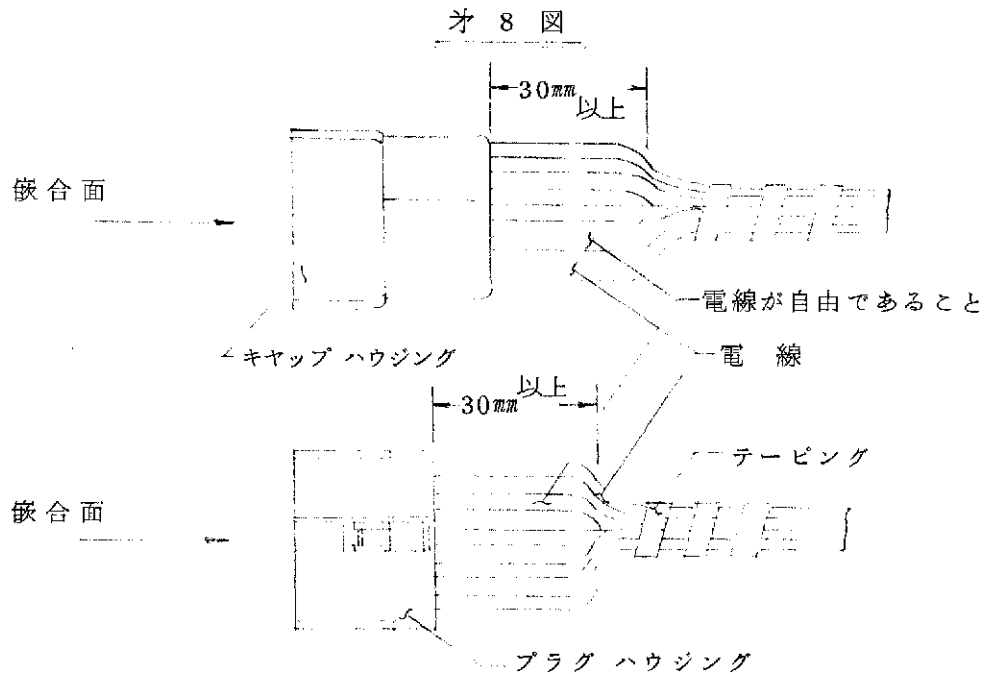 才 8 図
30mm以上
嵌合面
電線が自由であること
キヤップ ハウジング
電 線
30mm以上
テーピング
嵌合面
プラグ ハウジング